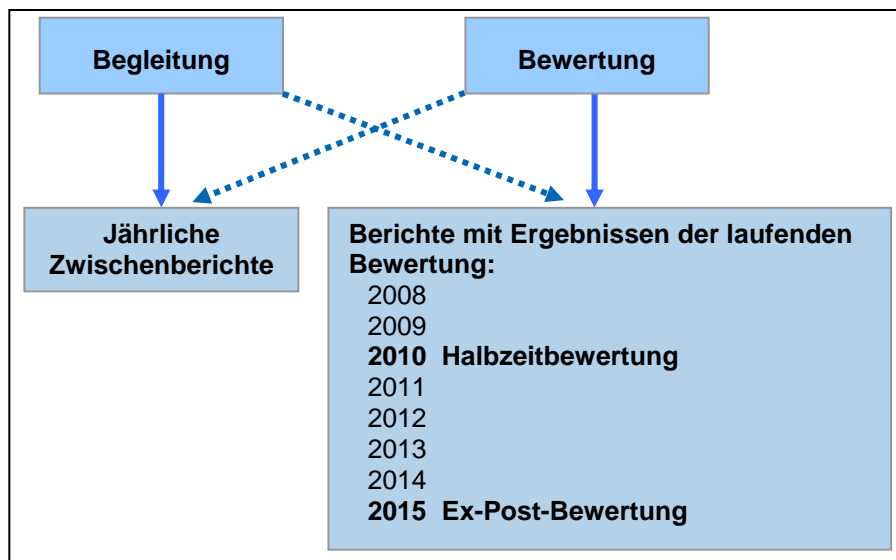 Begleitung
Bewertung
Jährliche
Zwischenberichte
Berichte mit Ergebnissen der laufenden
Bewertung:
2008
2009
2010 Halbzeitbewertung
2011
2012
2013
2014
2015 Ex-Post-Bewertung